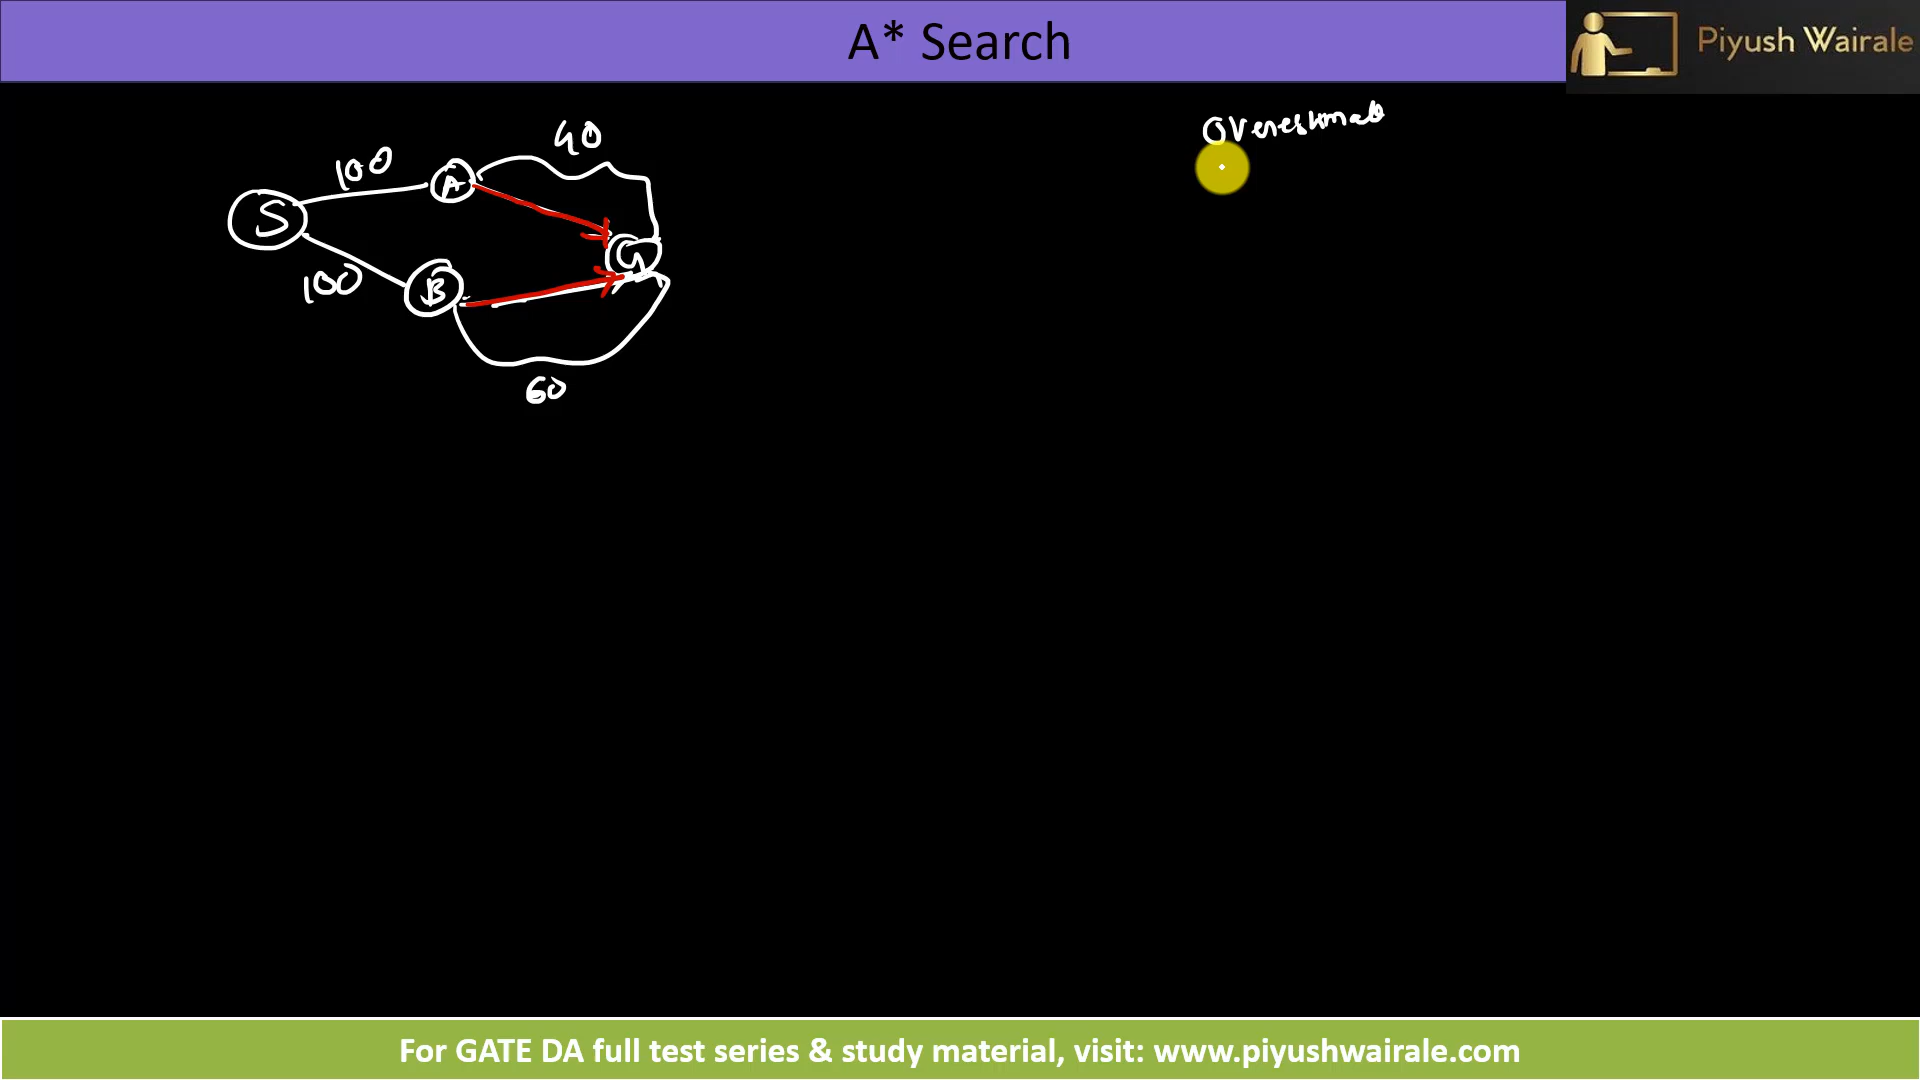 A* Search
Piyush Wairale
Overestimate
40
100
A
S
G
100
B
60
For GATE DA full test series & study material, visit: www.piyushwairale.com